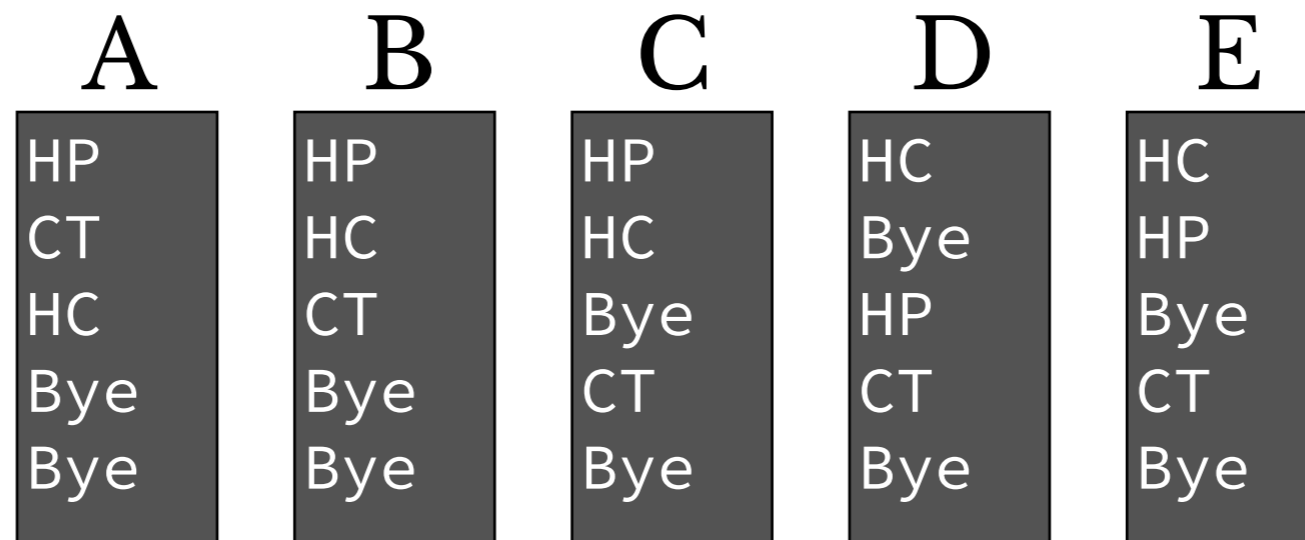 A B C D E
HP HP HP HC HC
CT HC HC Bye HP
HC CT Bye HP Bye
Bye Bye CT CT CT
Bye Bye Bye Bye Bye